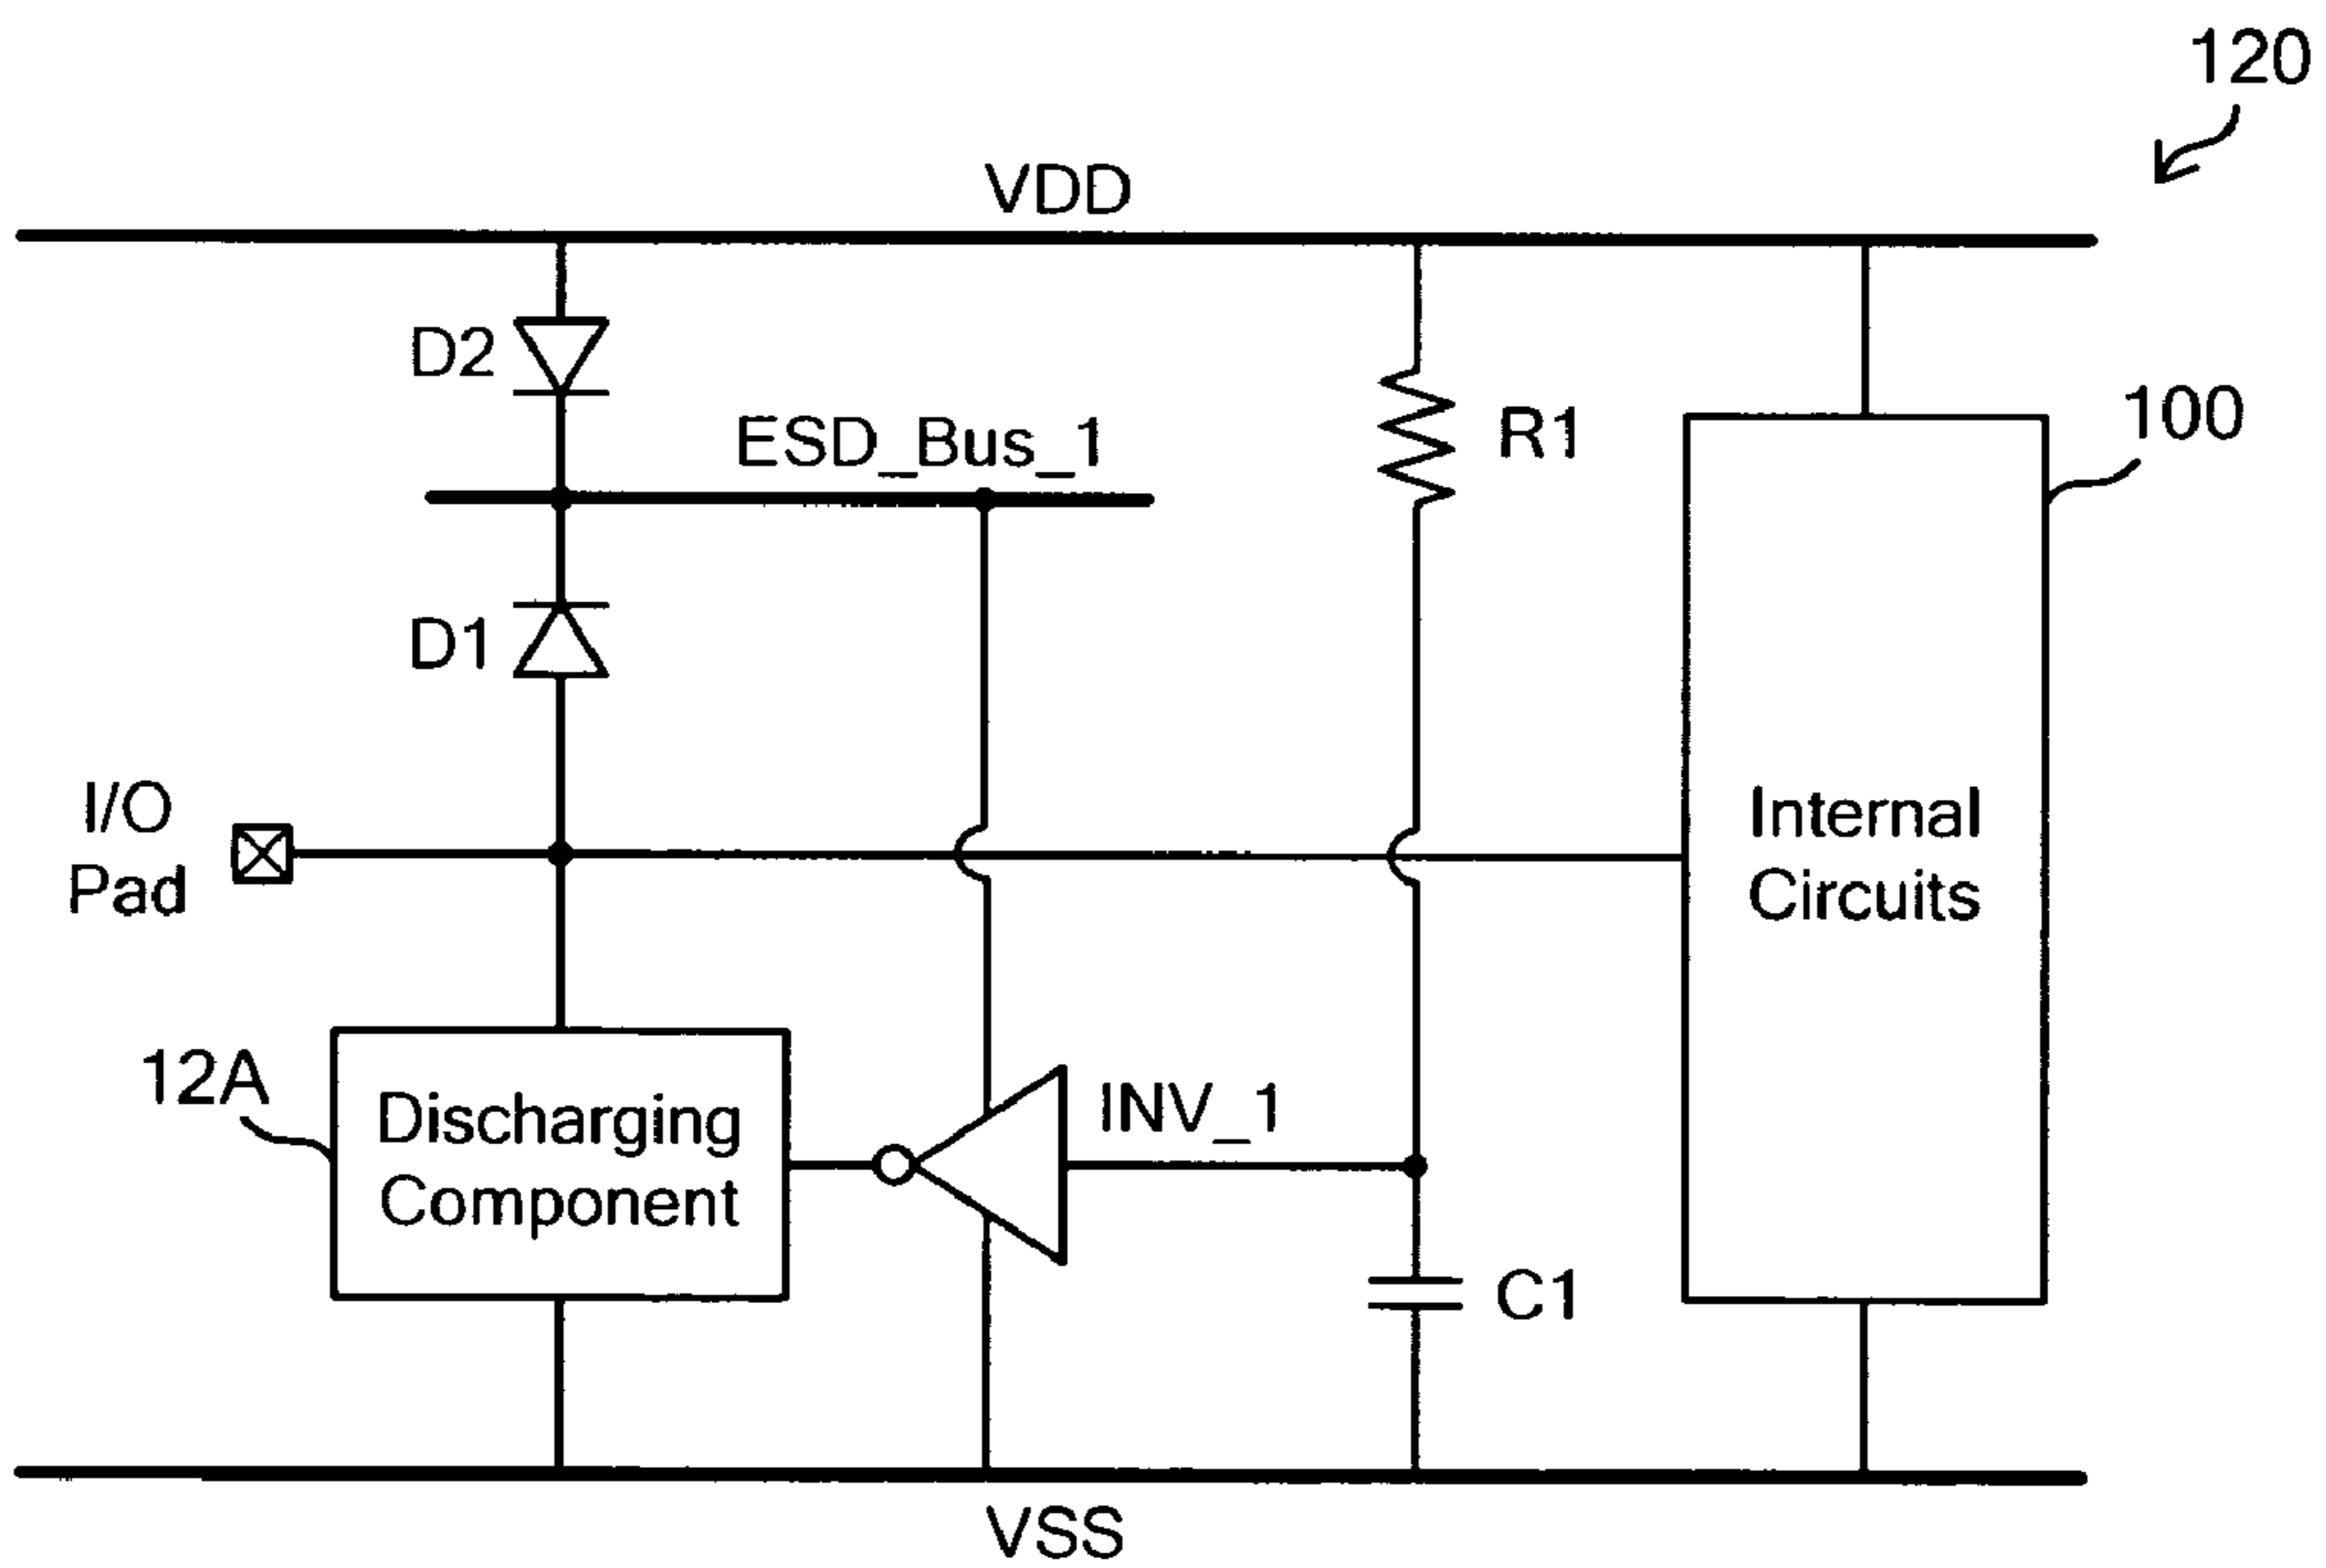 120
VDD
D2
ESD_Bus_1
R1
100
D1
I/O
Pad
Internal
Circuits
12A
Discharging
Component
INV_1
C1
VSS